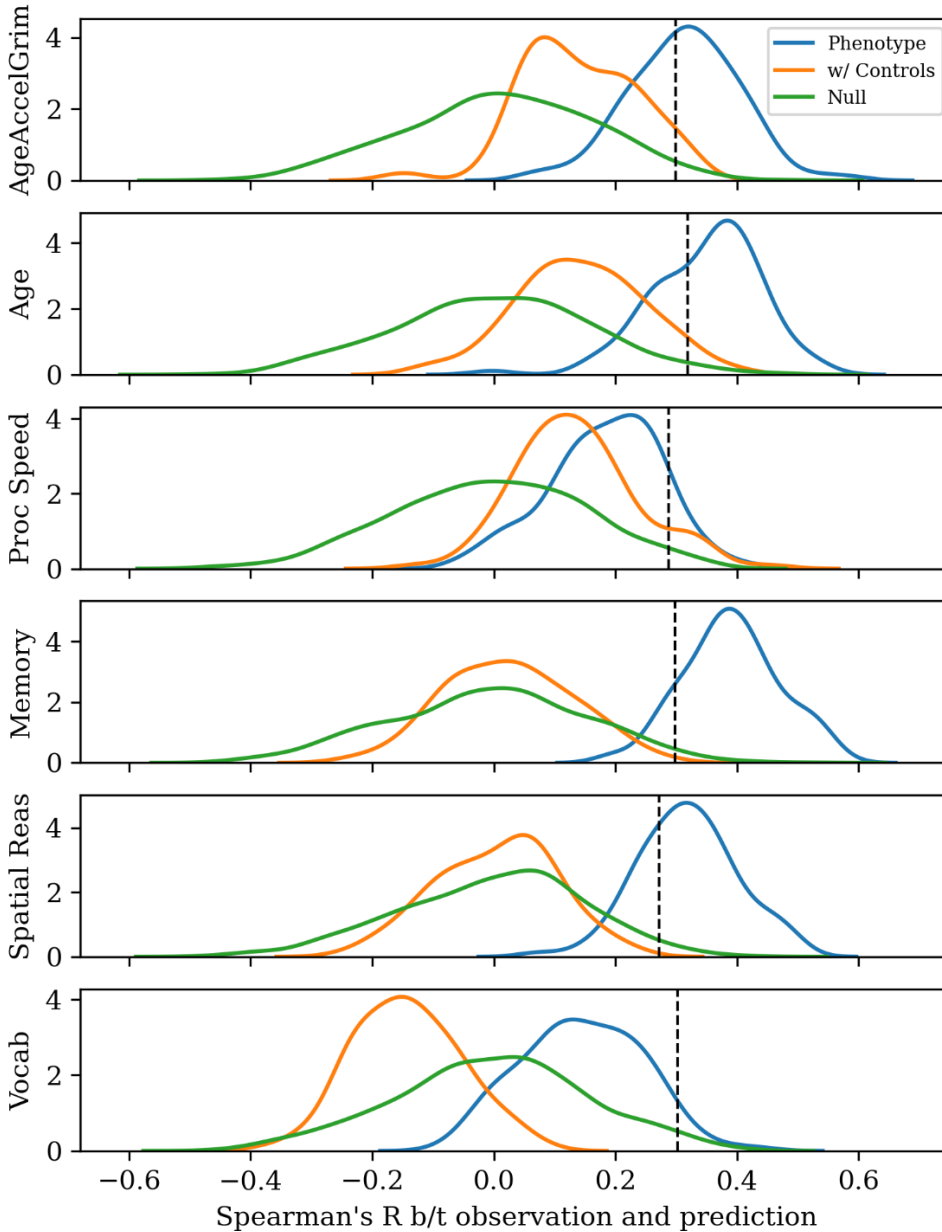 AgeAccelGrim
4
2
0
Phenotype
w/ Controls
Null
Age
4
2
0
Proc Speed
4
2
0
Memory
4
2
0
Spatial Reas
4
2
0
Vocab
4
2
0
−0.6 −0.4 −0.2 0.0 0.2 0.4 0.6
Spearman's R b/t observation and prediction